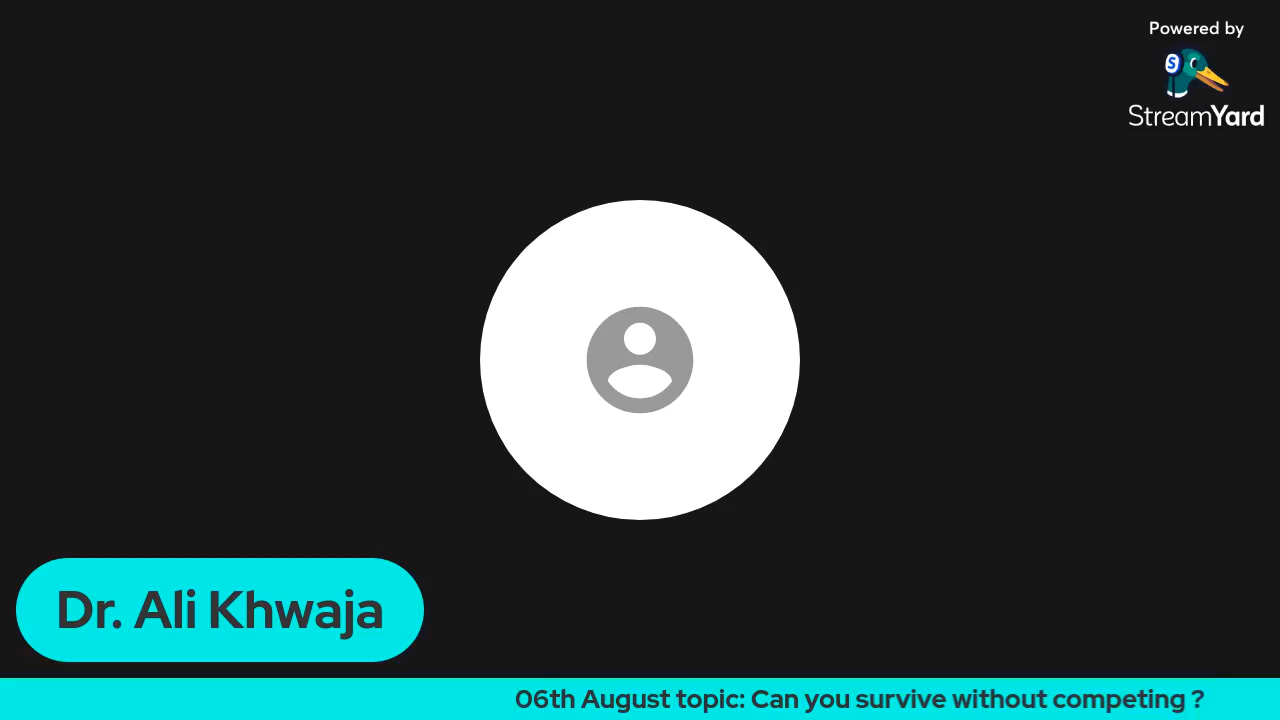 Powered by
S
StreamYard
Dr. Ali Khwaja
06th August topic: Can you survive without competing ?